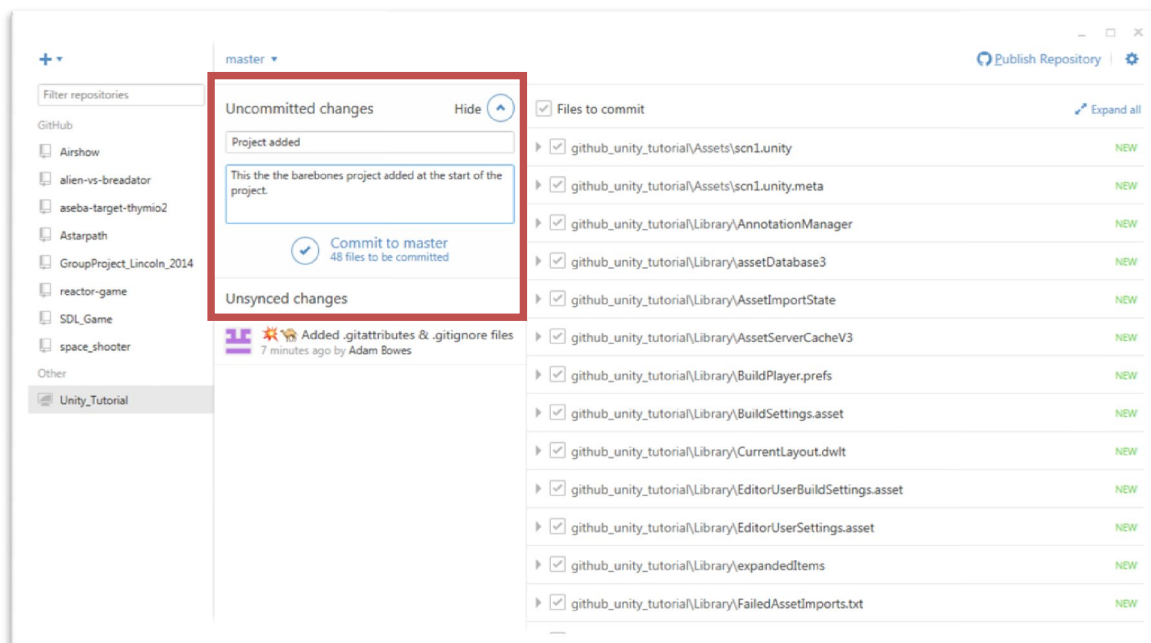 master
Publish Repository
Filter repositories
GitHub
Airshow
alien-vs-breadator
aseba-target-thymio2
Astarpath
GroupProject_Lincoln_2014
reactor-game
SDL_Game
space_shooter
Other
Unity_Tutorial
Uncommitted changes
Hide
Project added
This the the barebones project added at the start of the
project.
Commit to master
48 files to be committed
Unsynced changes
Added .gitattributes & .gitignore files
7 minutes ago by Adam Bowes
Files to commit
Expand all
github_unity_tutorial\Assets\scn1.unity NEW
github_unity_tutorial\Assets\scn1.unity.meta NEW
github_unity_tutorial\Library\AnnotationManager NEW
github_unity_tutorial\Library\assetDatabase3 NEW
github_unity_tutorial\Library\AssetImportState NEW
github_unity_tutorial\Library\AssetServerCacheV3 NEW
github_unity_tutorial\Library\BuildPlayer.prefs NEW
github_unity_tutorial\Library\BuildSettings.asset NEW
github_unity_tutorial\Library\CurrentLayout.dwlt NEW
github_unity_tutorial\Library\EditorUserBuildSettings.asset NEW
github_unity_tutorial\Library\EditorUserSettings.asset NEW
github_unity_tutorial\Library\expandedItems NEW
github_unity_tutorial\Library\FailedAssetImports.txt NEW